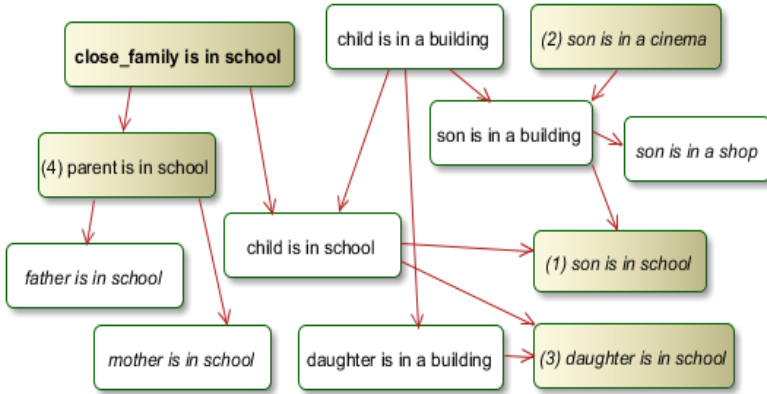 close_family is in school
child is in a building
(2) son is in a cinema
son is in a building
son is in a shop
(4) parent is in school
child is in school
(1) son is in school
father is in school
mother is in school
daughter is in a building
(3) daughter is in school